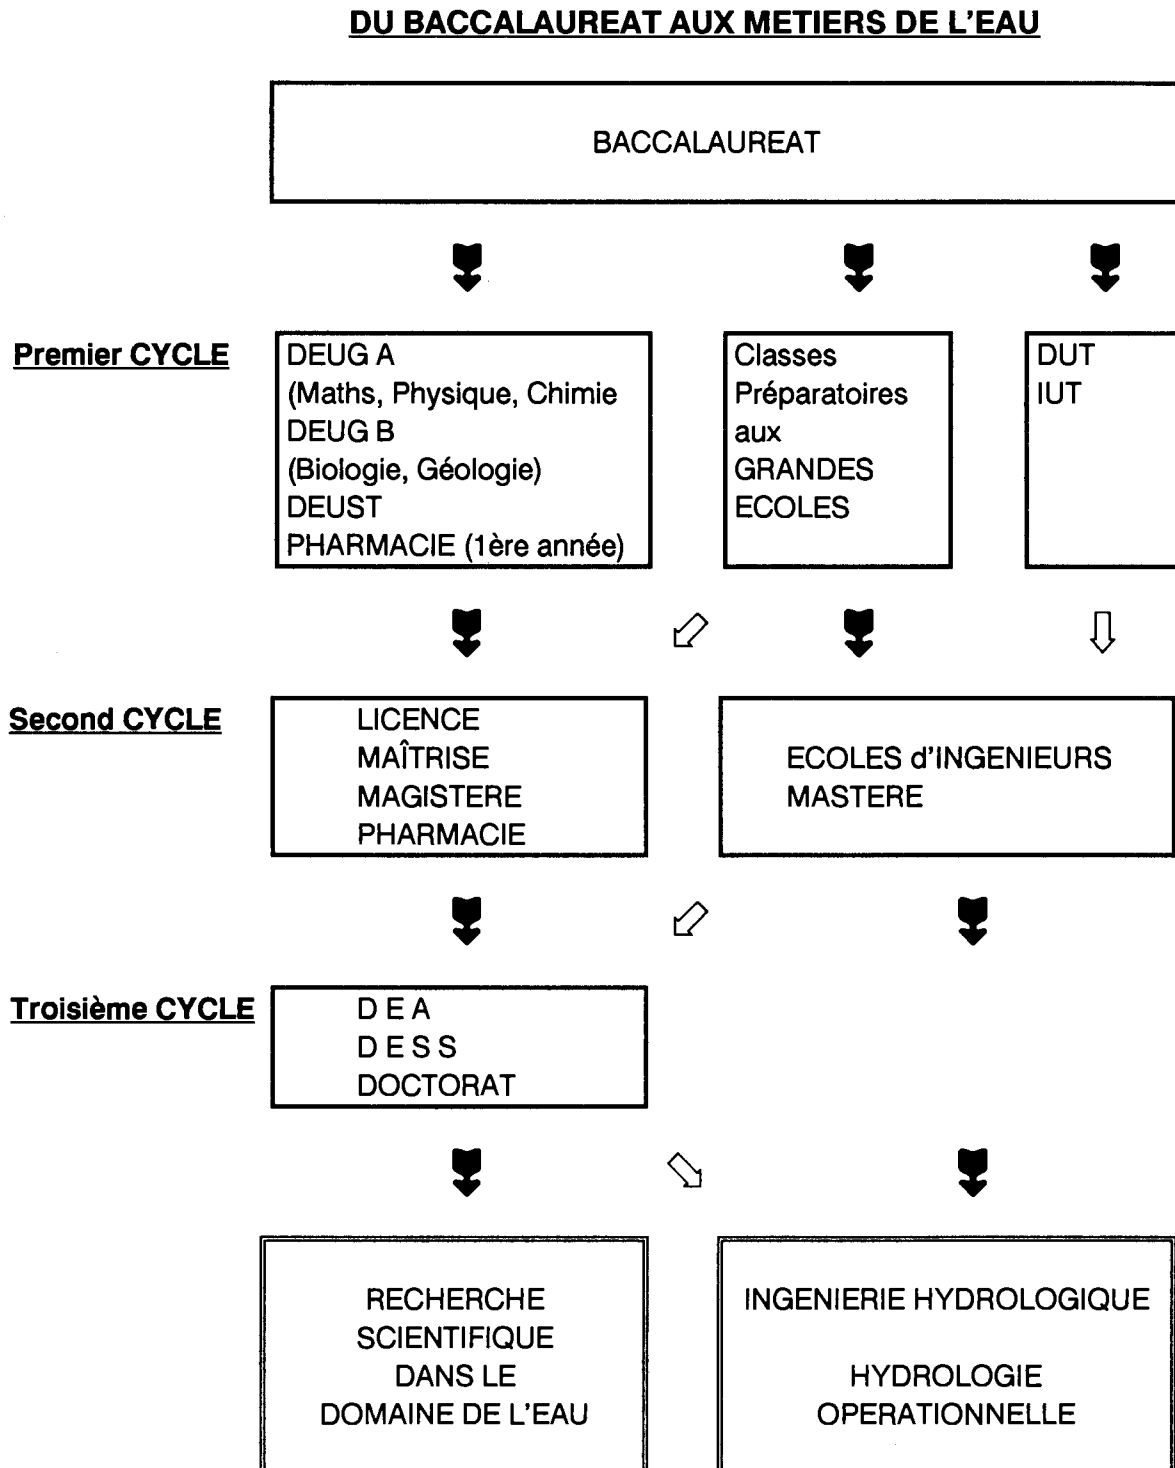 DU BACCALAUREAT AUX METIERS DE L'EAU
BACCALAUREAT
Premier CYCLE
DEUG A
(Maths, Physique, Chimie
DEUG B
(Biologie, Géologie)
DEUST
PHARMACIE (1ère année)
Classes
Préparatoires
aux
GRANDES
ECOLES
DUT
IUT
Second CYCLE
LICENCE
MAÎTRISE
MAGISTERE
PHARMACIE
ECOLES d'INGENIEURS
MASTERE
Troisième CYCLE
D E A
D E S S
DOCTORAT
RECHERCHE
SCIENTIFIQUE
DANS LE
DOMAINE DE L'EAU
INGENIERIE HYDROLOGIQUE
HYDROLOGIE
OPERATIONNELLE